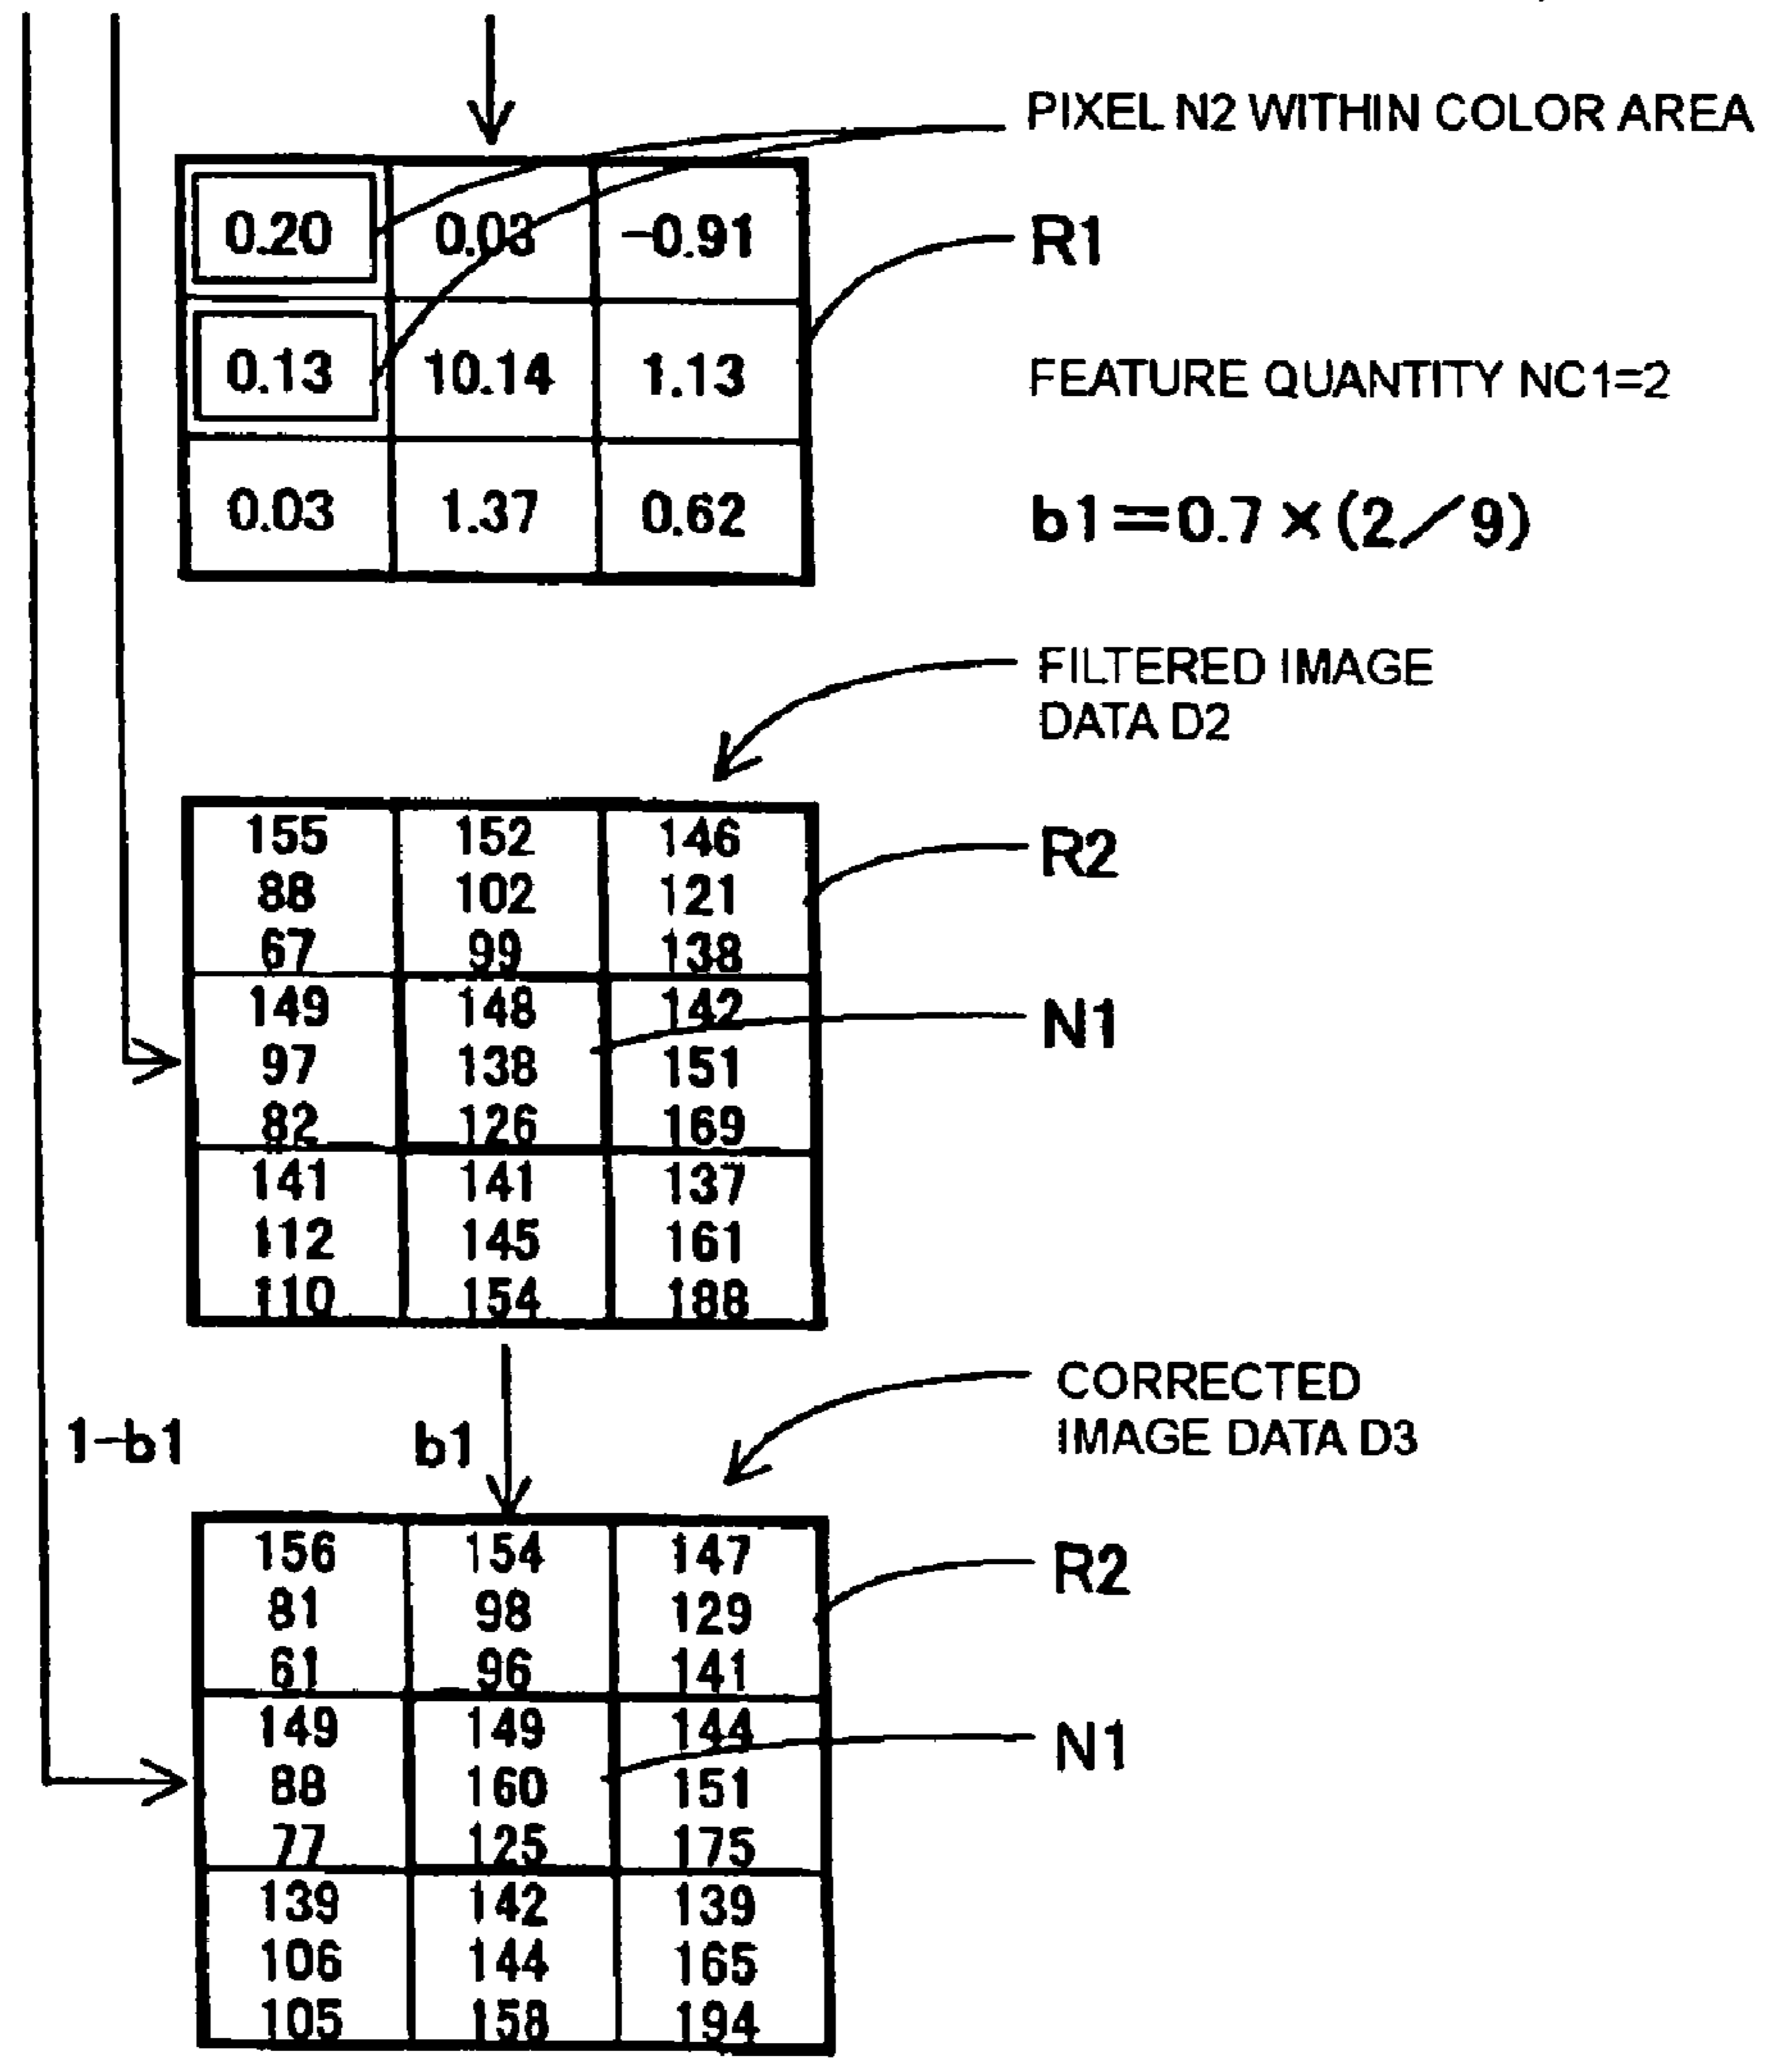 PIXEL N2 WITHIN COLOR AREA
0.20 0.03 -0.91
R1
0.13 10.14 1.13
FEATURE QUANTITY NC1=2
0.03 1.37 0.62
b1=0.7×(2/9)
FILTERED IMAGE
DATA D2
155 152 146
88 102 121
67 99 138
R2
149 148 142
97 138 151
82 126 169
N1
141 141 137
112 145 161
110 154 188
CORRECTED
IMAGE DATA D3
1-b1
b1
156 154 147
81 98 129
61 96 141
R2
149 149 144
88 160 151
77 125 175
N1
139 142 139
106 144 165
105 158 194